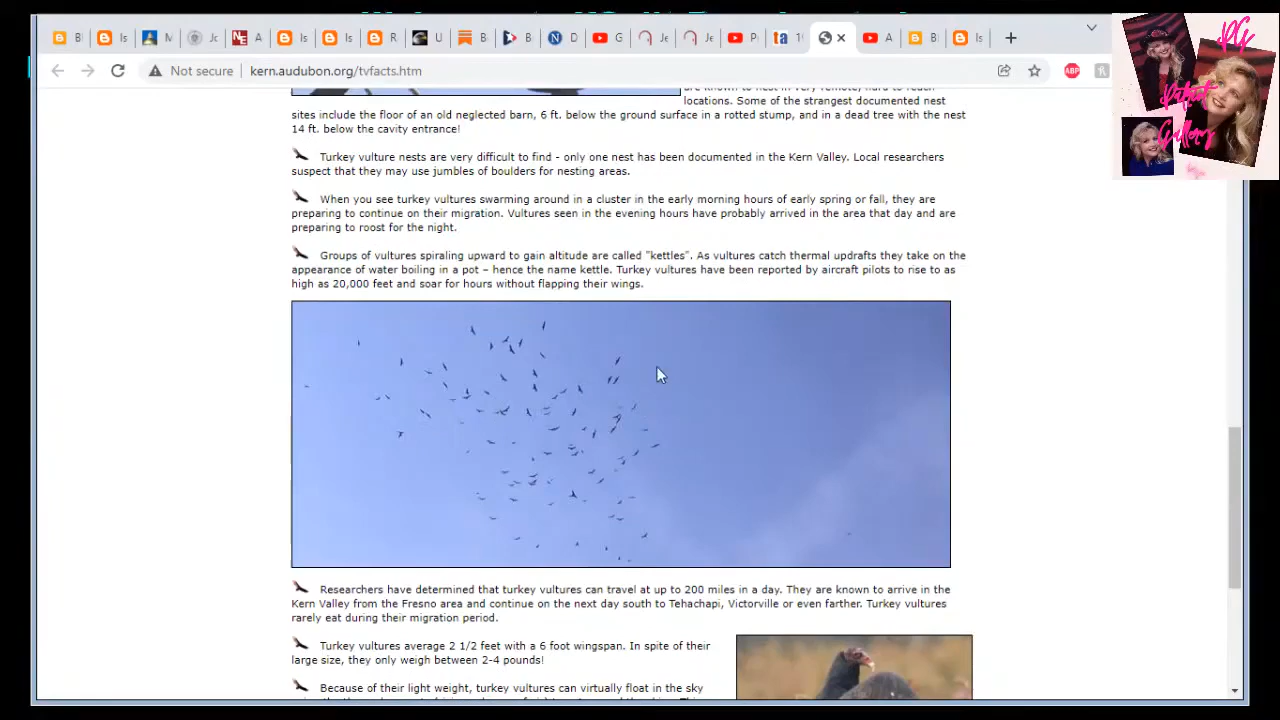 B
Is
M
Jc
A
Is
Is
R
U
B
B
D
G
Je
Je
P
1
A
B
Is
Not secure kern.audubon.org/tvfacts.htm
ABP
PG
Patriot
Gallery
locations. Some of the strangest documented nest
sites include the floor of an old neglected barn, 6 ft. below the ground surface in a rotted stump, and in a dead tree with the nest
14 ft. below the cavity entrance!
Turkey vulture nests are very difficult to find - only one nest has been documented in the Kern Valley. Local researchers
suspect that they may use jumbles of boulders for nesting areas.
When you see turkey vultures swarming around in a cluster in the early morning hours of early spring or fall, they are
preparing to continue on their migration. Vultures seen in the evening hours have probably arrived in the area that day and are
preparing to roost for the night.
Groups of vultures spiraling upward to gain altitude are called "kettles". As vultures catch thermal updrafts they take on the
appearance of water boiling in a pot – hence the name kettle. Turkey vultures have been reported by aircraft pilots to rise to as
high as 20,000 feet and soar for hours without flapping their wings.
Researchers have determined that turkey vultures can travel at up to 200 miles in a day. They are known to arrive in the
Kern Valley from the Fresno area and continue on the next day south to Tehachapi, Victorville or even farther. Turkey vultures
rarely eat during their migration period.
Turkey vultures average 2 1/2 feet with a 6 foot wingspan. In spite of their
large size, they only weigh between 2-4 pounds!
Because of their light weight, turkey vultures can virtually float in the sky